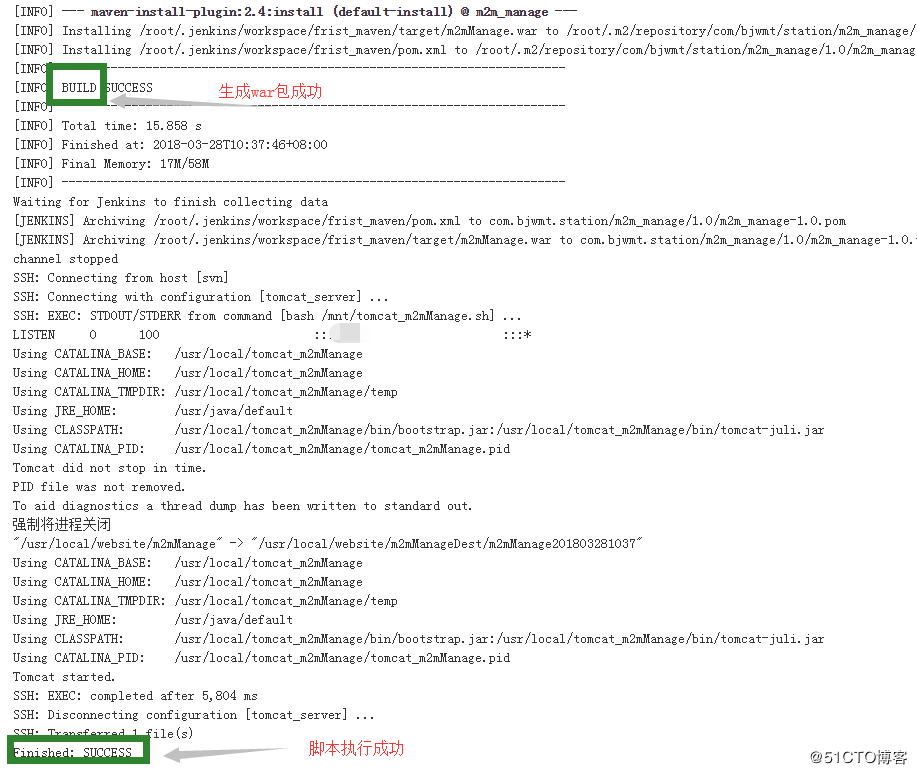 [INFO] --- maven-install-plugin:2.4:install (default-install) @ m2m_manage ---
[INFO] Installing /root/.jenkins/workspace/frist_maven/target/m2mManage.war to /root/.m2/repository/com/bjwmt/station/m2m_manage/
[INFO] Installing /root/.jenkins/workspace/frist_maven/pom.xml to /root/.m2/repository/com/bjwmt/station/m2m_manage/1.0/m2m_manag
[INFO] ------------------------------------------------------------------------
[INFO] BUILD SUCCESS 生成war包成功
[INFO] ------------------------------------------------------------------------
[INFO] Total time: 15.858 s
[INFO] Finished at: 2018-03-28T10:37:46+08:00
[INFO] Final Memory: 17M/58M
[INFO] ------------------------------------------------------------------------
Waiting for Jenkins to finish collecting data
[JENKINS] Archiving /root/.jenkins/workspace/frist_maven/pom.xml to com.bjwmt.station/m2m_manage/1.0/m2m_manage-1.0.pom
[JENKINS] Archiving /root/.jenkins/workspace/frist_maven/target/m2mManage.war to com.bjwmt.station/m2m_manage/1.0/m2m_manage-1.0.
channel stopped
SSH: Connecting from host [svn]
SSH: Connecting with configuration [tomcat_server] ...
SSH: EXEC: STDOUT/STDERR from command [bash /mnt/tomcat_m2mManage.sh] ...
LISTEN 0 100 :: :::*
Using CATALINA_BASE: /usr/local/tomcat_m2mManage
Using CATALINA_HOME: /usr/local/tomcat_m2mManage
Using CATALINA_TMPDIR: /usr/local/tomcat_m2mManage/temp
Using JRE_HOME: /usr/java/default
Using CLASSPATH: /usr/local/tomcat_m2mManage/bin/bootstrap.jar:/usr/local/tomcat_m2mManage/bin/tomcat-juli.jar
Using CATALINA_PID: /usr/local/tomcat_m2mManage/tomcat_m2mManage.pid
Tomcat did not stop in time.
PID file was not removed.
To aid diagnostics a thread dump has been written to standard out.
强制将进程关闭
"/usr/local/website/m2mManage" -> "/usr/local/website/m2mManageDest/m2mManage201803281037"
Using CATALINA_BASE: /usr/local/tomcat_m2mManage
Using CATALINA_HOME: /usr/local/tomcat_m2mManage
Using CATALINA_TMPDIR: /usr/local/tomcat_m2mManage/temp
Using JRE_HOME: /usr/java/default
Using CLASSPATH: /usr/local/tomcat_m2mManage/bin/bootstrap.jar:/usr/local/tomcat_m2mManage/bin/tomcat-juli.jar
Using CATALINA_PID: /usr/local/tomcat_m2mManage/tomcat_m2mManage.pid
Tomcat started.
SSH: EXEC: completed after 5,804 ms
SSH: Disconnecting configuration [tomcat_server] ...
SSH: Transferred 1 file(s)
Finished: SUCCESS 脚本执行成功
@51CTO博客